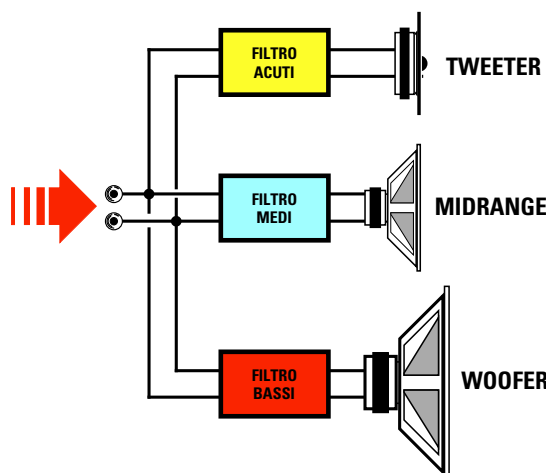 FILTRO
ACUTI
TWEETER
FILTRO
MEDI
MIDRANGE
FILTRO
BASSI
WOOFER